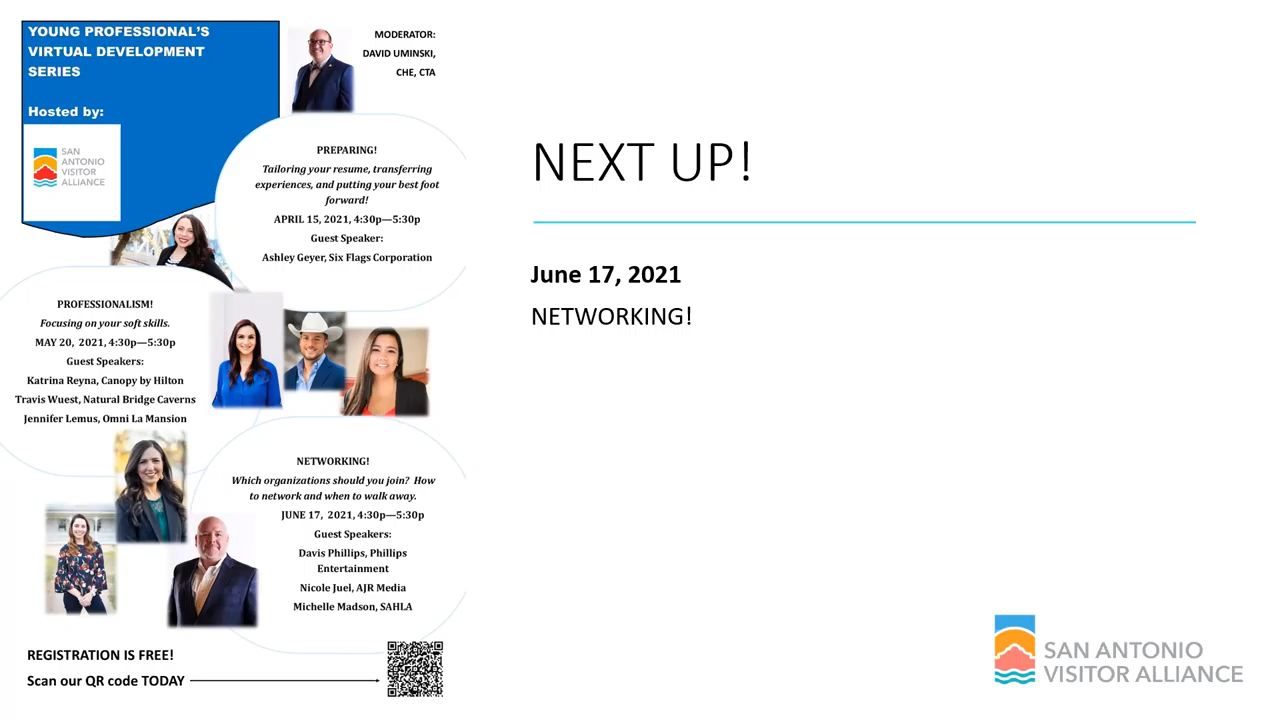 YOUNG PROFESSIONAL'S
VIRTUAL DEVELOPMENT
SERIES
Hosted by:
SAN
ANTONIO
VISITOR
ALLIANCE
MODERATOR:
DAVID UMINSKI,
CHE, CTA
PREPARING!
Tailoring your resume, transferring
experiences, and putting your best foot
forward!
APRIL 15, 2021, 4:30p—5:30p
Guest Speaker:
Ashley Geyer, Six Flags Corporation
PROFESSIONALISM!
Focusing on your soft skills.
MAY 20, 2021, 4:30p—5:30p
Guest Speakers:
Katrina Reyna, Canopy by Hilton
Travis Wuest, Natural Bridge Caverns
Jennifer Lemus, Omni La Mansion
NETWORKING!
Which organizations should you join? How
to network and when to walk away.
JUNE 17, 2021, 4:30p—5:30p
Guest Speakers:
Davis Phillips, Phillips
Entertainment
Nicole Juel, AJR Media
Michelle Madson, SAHLA
REGISTRATION IS FREE!
Scan our QR code TODAY
NEXT UP!
June 17, 2021
NETWORKING!
SAN ANTONIO
VISITOR ALLIANCE